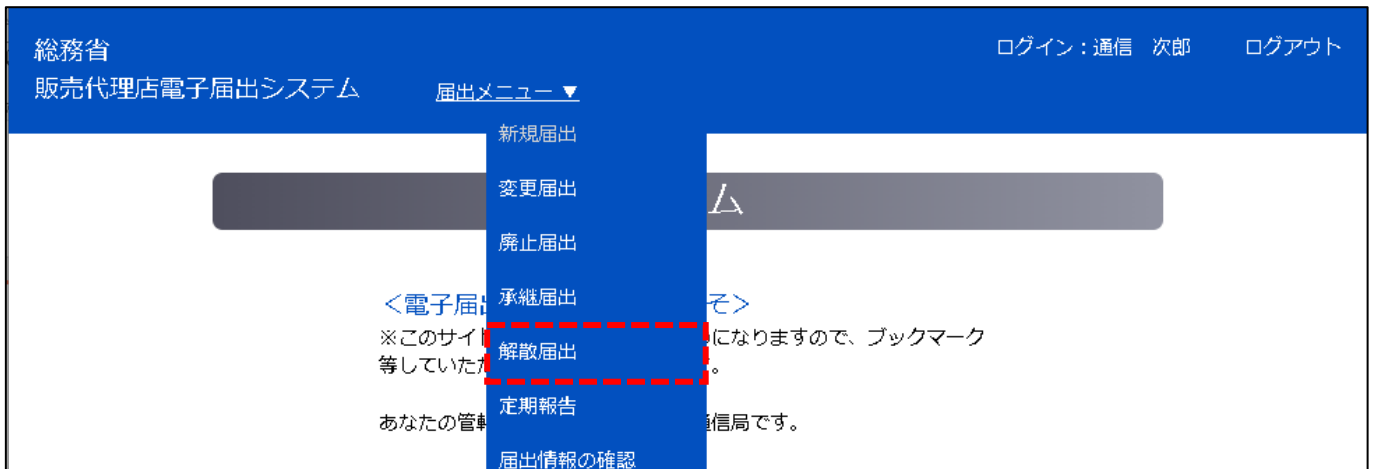 総務省
ログイン：通信 次郎 ログアウト
販売代理店電子届出システム
届出メニュー ▼
新規届出
変更届出
廃止届出
承継届出
解散届出
定期報告
届出情報の確認
ム
＜電子届 そ＞
※このサイト になりますので、ブックマーク
等していた 。
あなたの管 信局です。